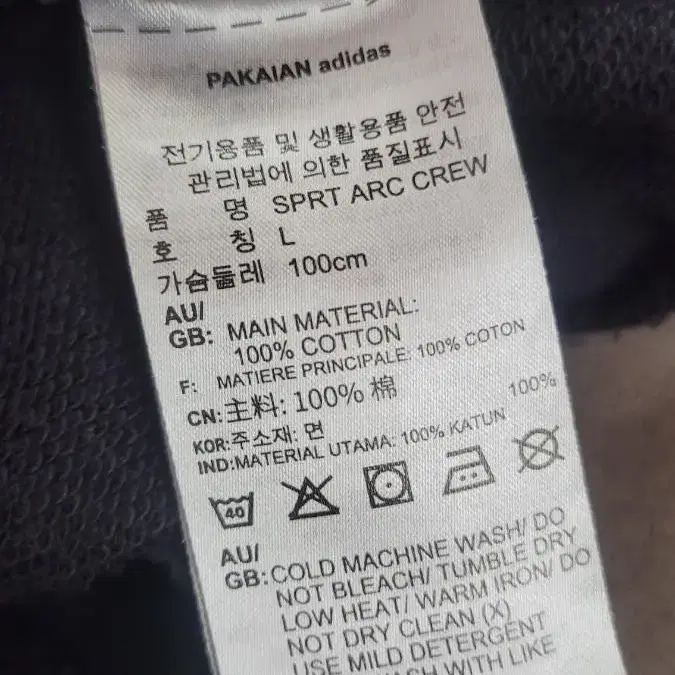 PAKAIAN adidas
전기용품 및 생활용품 안전
관리법에 의한 품질표시
품 명 SPRT ARC CREW
호 칭 L
가슴둘레 100cm
AU/
GB: MAIN MATERIAL:
100% COTTON
F: MATIERE PRINCIPALE: 100% COTON
CN:主料: 100% 棉
KOR:주소재: 면 100%
IND:MATERIAL UTAMA: 100% KATUN
40
AU/
GB:COLD MACHINE WASH/ DO
NOT BLEACH/ TUMBLE DRY
LOW HEAT/ WARM IRON/ DO
NOT DRY CLEAN (X)
USE MILD DETERGENT
WITH LIKE